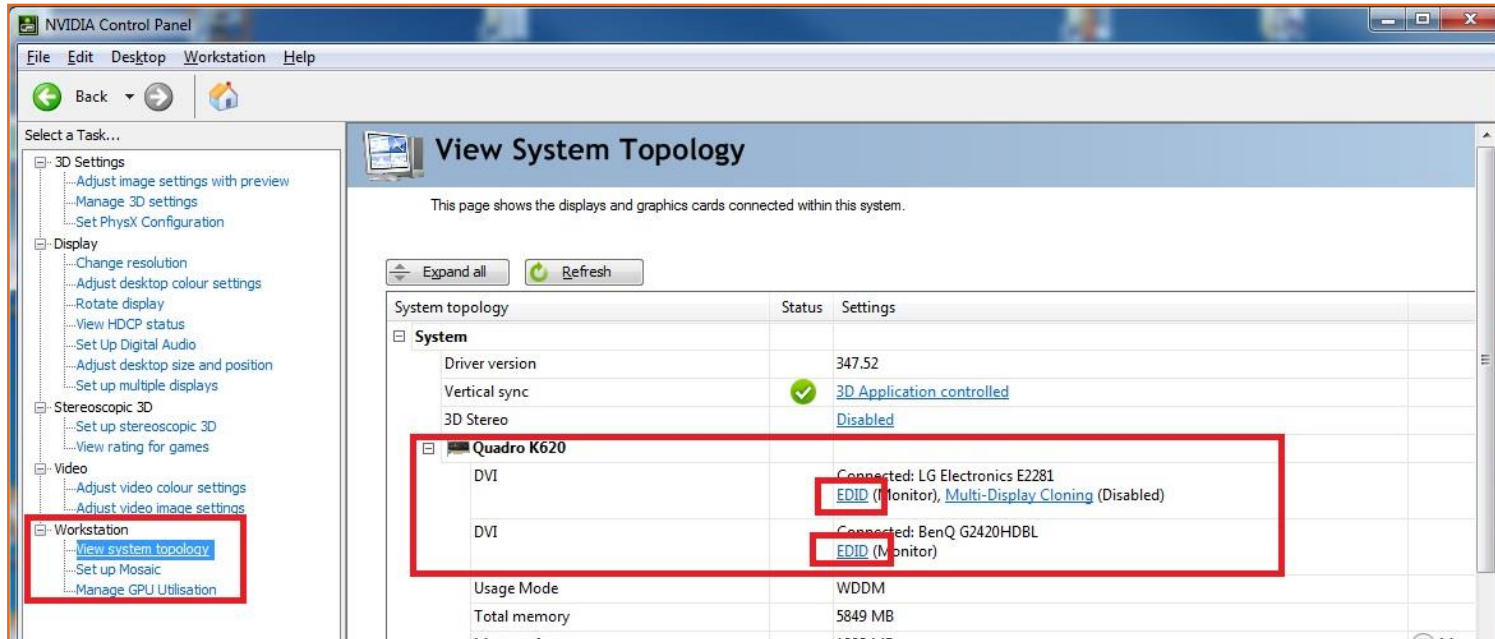 NVIDIA Control Panel
File Edit Desktop Workstation Help
Back
Select a Task...
3D Settings
Adjust image settings with preview
Manage 3D settings
Set PhysX Configuration
Display
Change resolution
Adjust desktop colour settings
Rotate display
View HDCP status
Set Up Digital Audio
Adjust desktop size and position
Set up multiple displays
Stereoscopic 3D
Set up stereoscopic 3D
View rating for games
Video
Adjust video colour settings
Adjust video image settings
Workstation
View system topology
Set up Mosaic
Manage GPU Utilisation
View System Topology
This page shows the displays and graphics cards connected within this system.
Expand all Refresh
System topology Status Settings
System
Driver version 347.52
Vertical sync 3D Application controlled
3D Stereo Disabled
Quadro K620
DVI Connected: LG Electronics E2281
EDID (Monitor), Multi-Display Cloning (Disabled)
DVI Connected: BenQ G2420HDBL
EDID (Monitor)
Usage Mode WDDM
Total memory 5849 MB